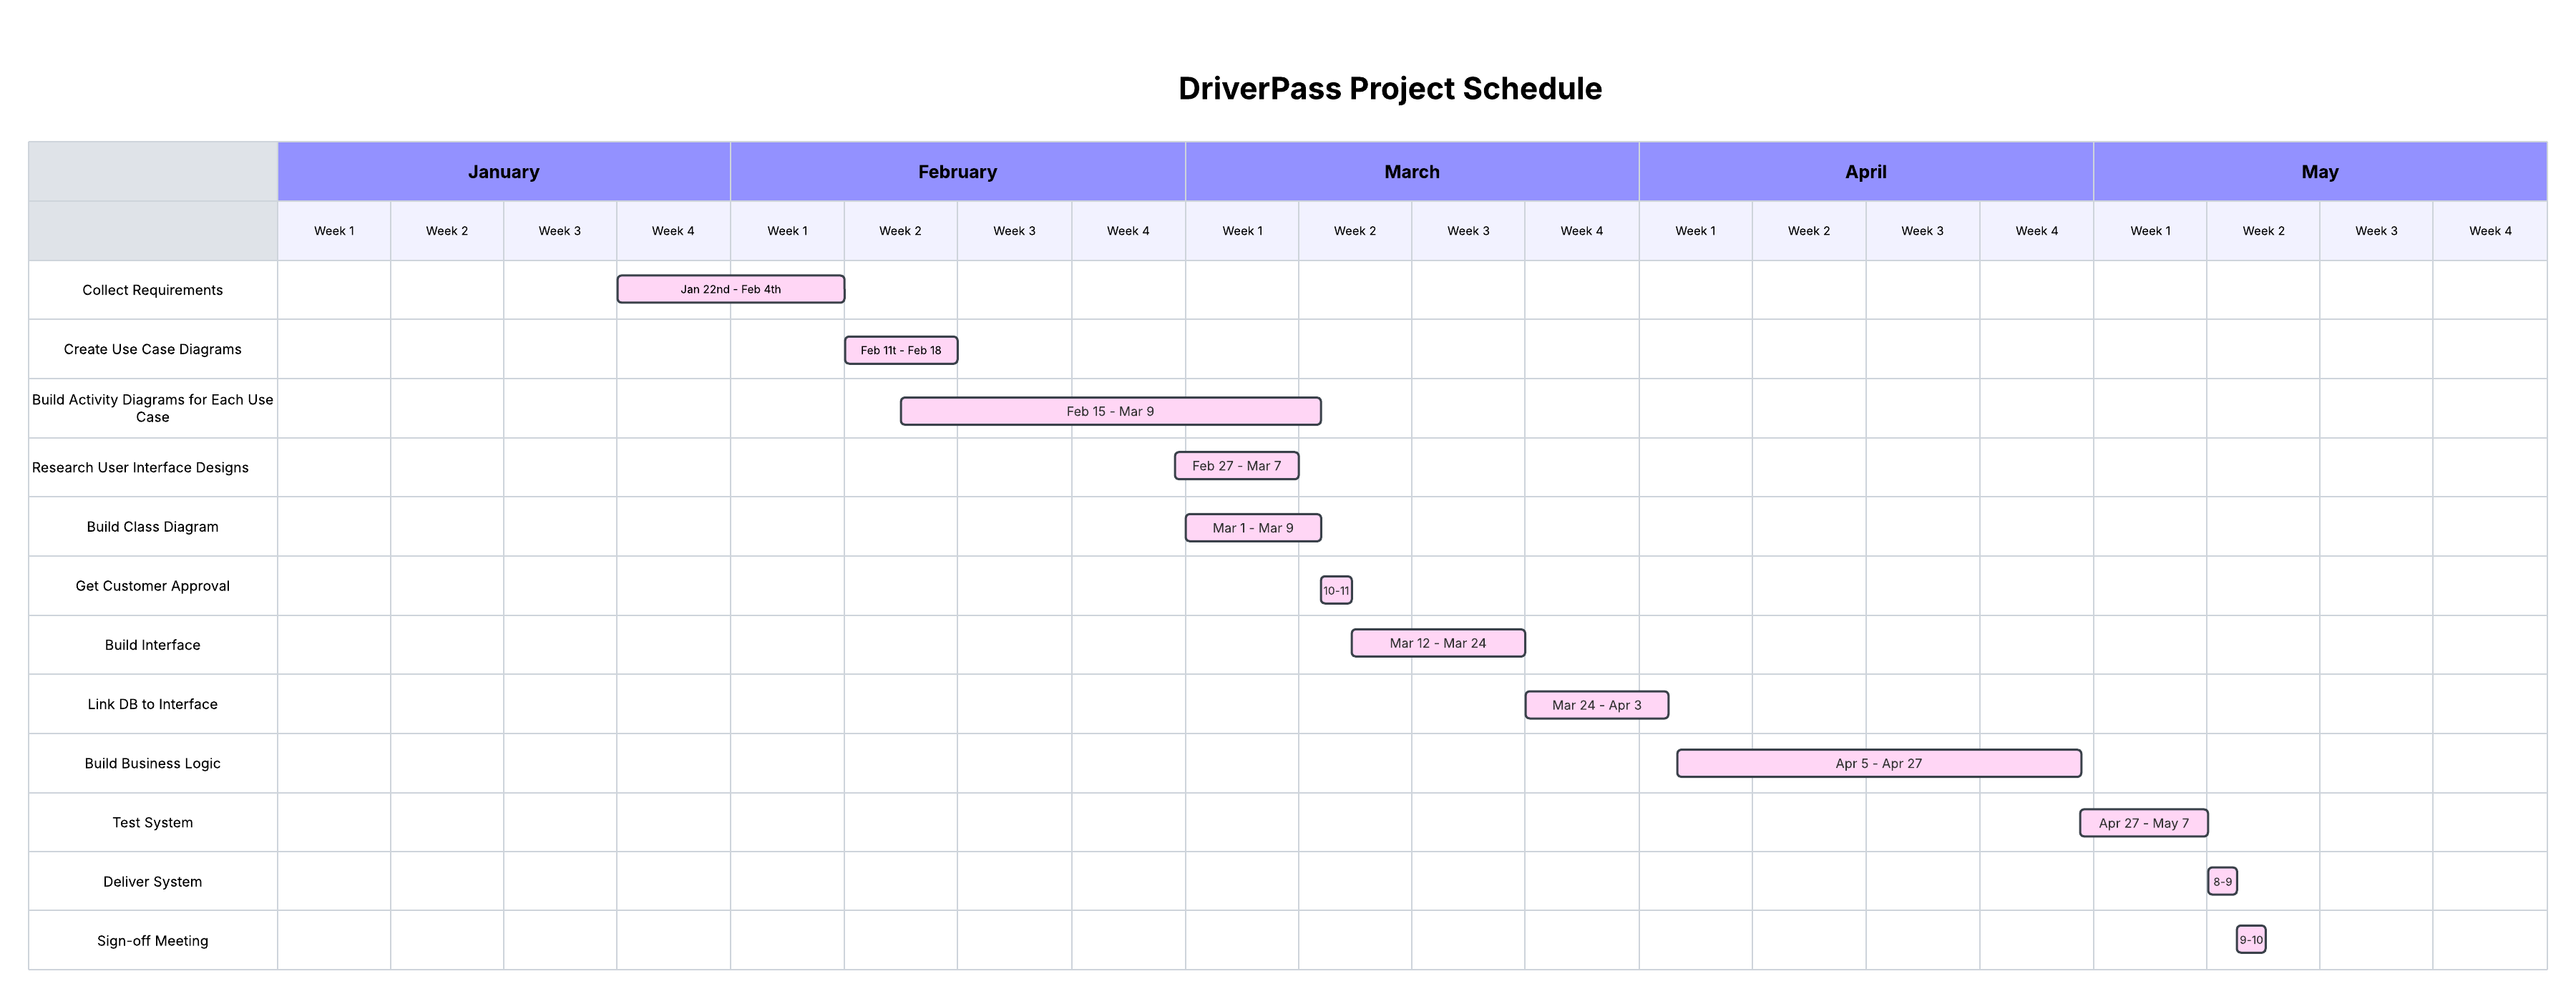 DriverPass Project Schedule
January February March April May
Week 1 Week 2 Week 3 Week 4 Week 1 Week 2 Week 3 Week 4 Week 1 Week 2 Week 3 Week 4 Week 1 Week 2 Week 3 Week 4 Week 1 Week 2 Week 3 Week 4
Collect Requirements Jan 22nd - Feb 4th
Create Use Case Diagrams Feb 11t - Feb 18
Build Activity Diagrams for Each Use
Case
Feb 15 - Mar 9
Research User Interface Designs Feb 27 - Mar 7
Build Class Diagram Mar 1 - Mar 9
Get Customer Approval 10-11
Build Interface Mar 12 - Mar 24
Link DB to Interface Mar 24 - Apr 3
Build Business Logic Apr 5 - Apr 27
Test System Apr 27 - May 7
Deliver System 8-9
Sign-off Meeting 9-10